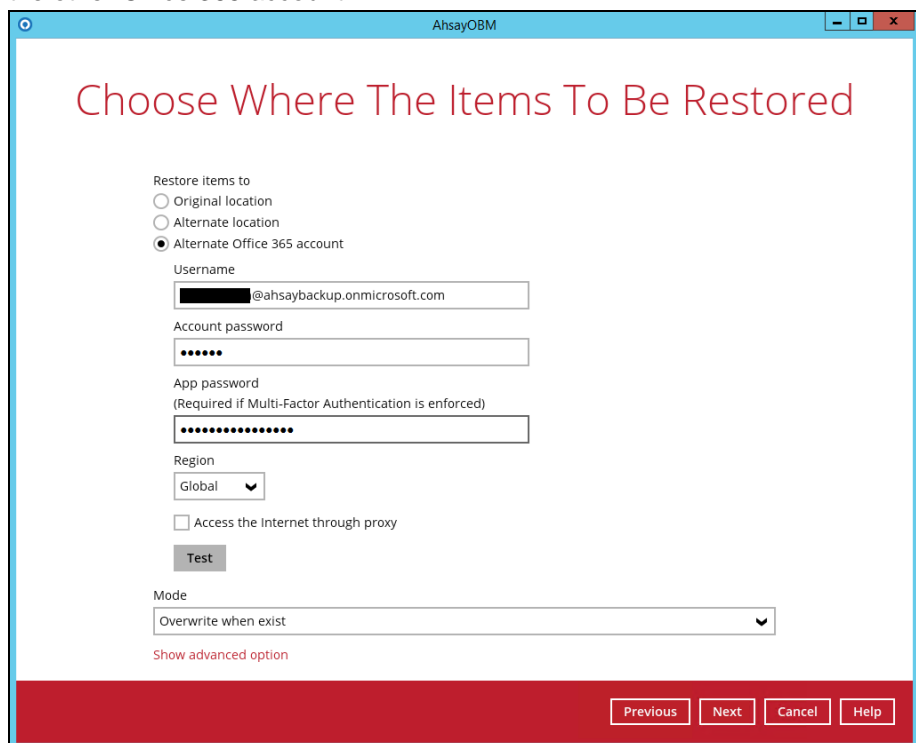 AhsayOBM
Choose Where The Items To Be Restored
Restore items to
Original location
Alternate location
Alternate Office 365 account
Username
@ahsaybackup.onmicrosoft.com
Account password
••••••
App password
(Required if Multi-Factor Authentication is enforced)
••••••••••••••••
Region
Global
Access the Internet through proxy
Test
Mode
Overwrite when exist
Show advanced option
Previous Next Cancel Help